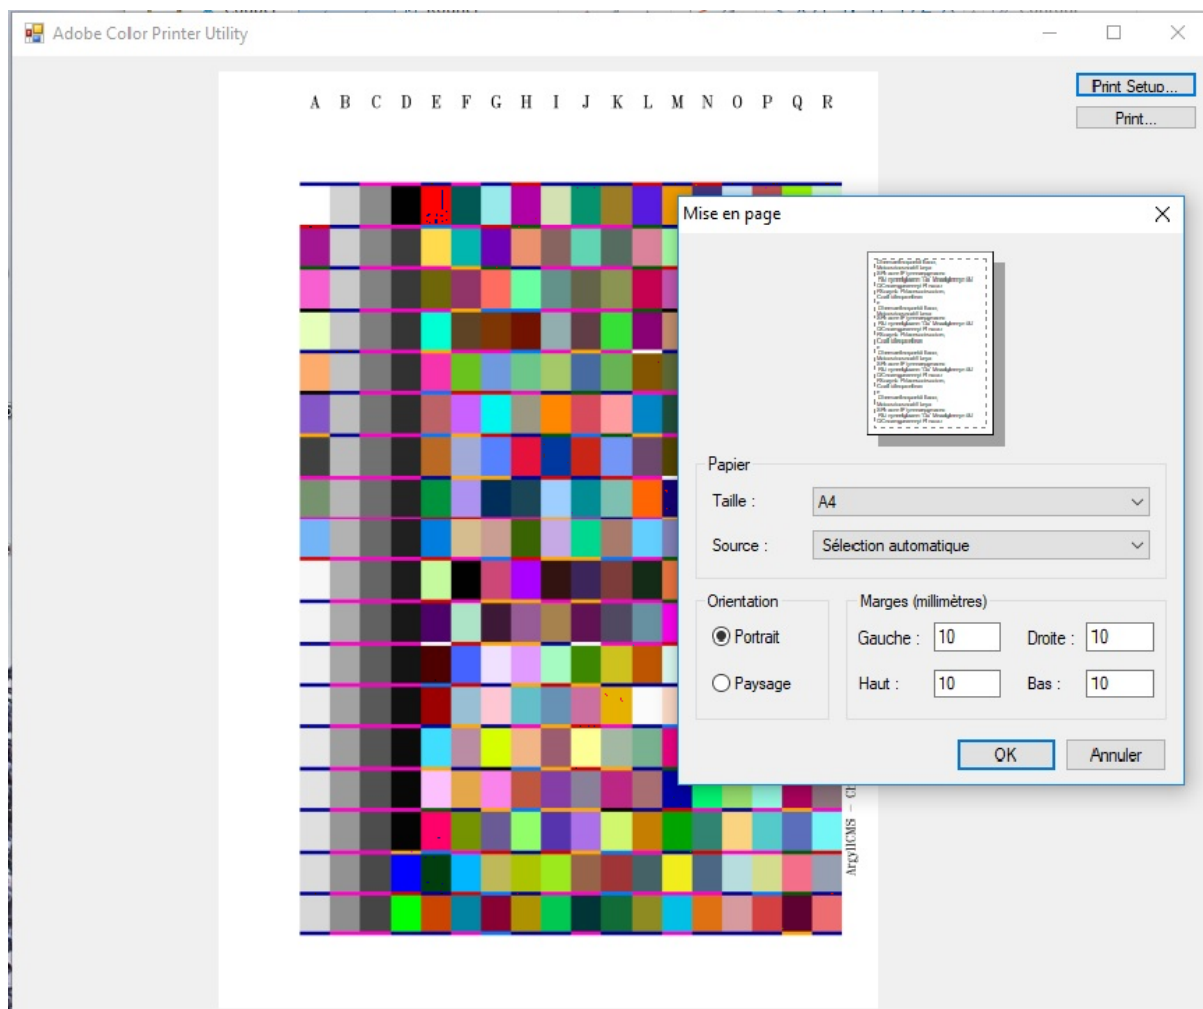 Adobe Color Printer Utility
Print Setup...
Print...
A B C D E F G H I J K L M N O P Q R
Mise en page
Papier
Taille : A4
Source : Sélection automatique
Orientation
Portrait
Paysage
Marges (millimètres)
Gauche : 10 Droite : 10
Haut : 10 Bas : 10
OK Annuler
ArgyllCMS –